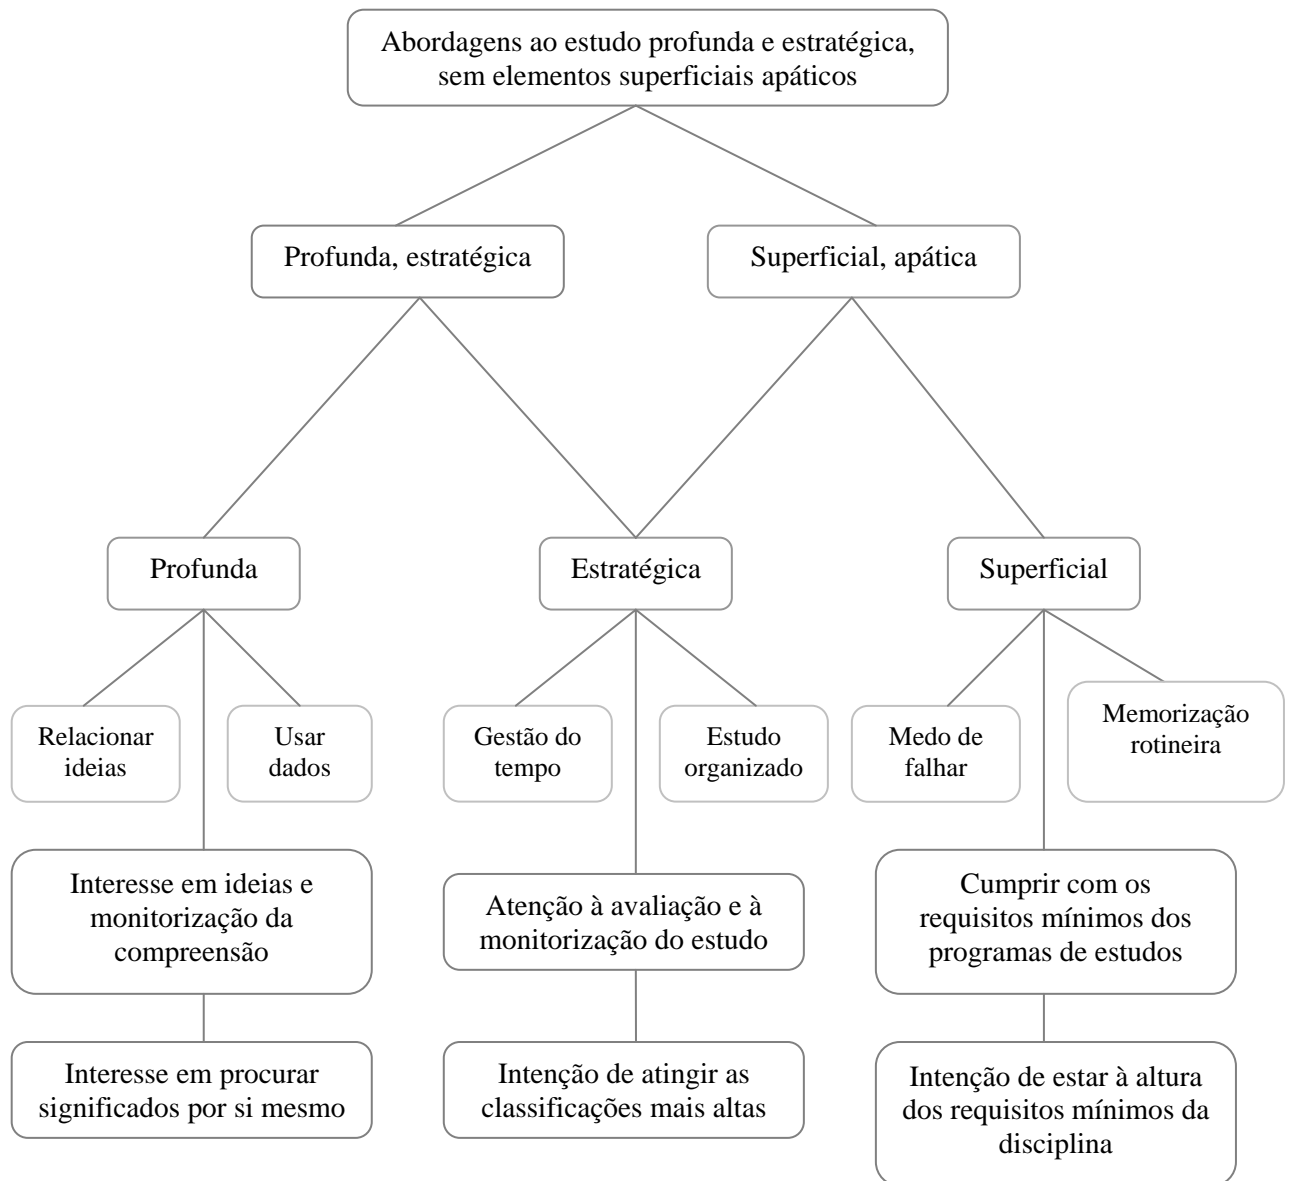 Abordagens ao estudo profunda e estratégica,
sem elementos superficiais apáticos
Profunda, estratégica
Superficial, apática
Profunda
Estratégica
Superficial
Relacionar
ideias
Usar
dados
Gestão do
tempo
Estudo
organizado
Medo de
falhar
Memorização
rotineira
Interesse em ideias e
monitorização da
compreensão
Atenção à avaliação e à
monitorização do estudo
Cumprir com os
requisitos mínimos dos
programas de estudos
Interesse em procurar
significados por si mesmo
Intenção de atingir as
classificações mais altas
Intenção de estar à altura
dos requisitos mínimos da
disciplina